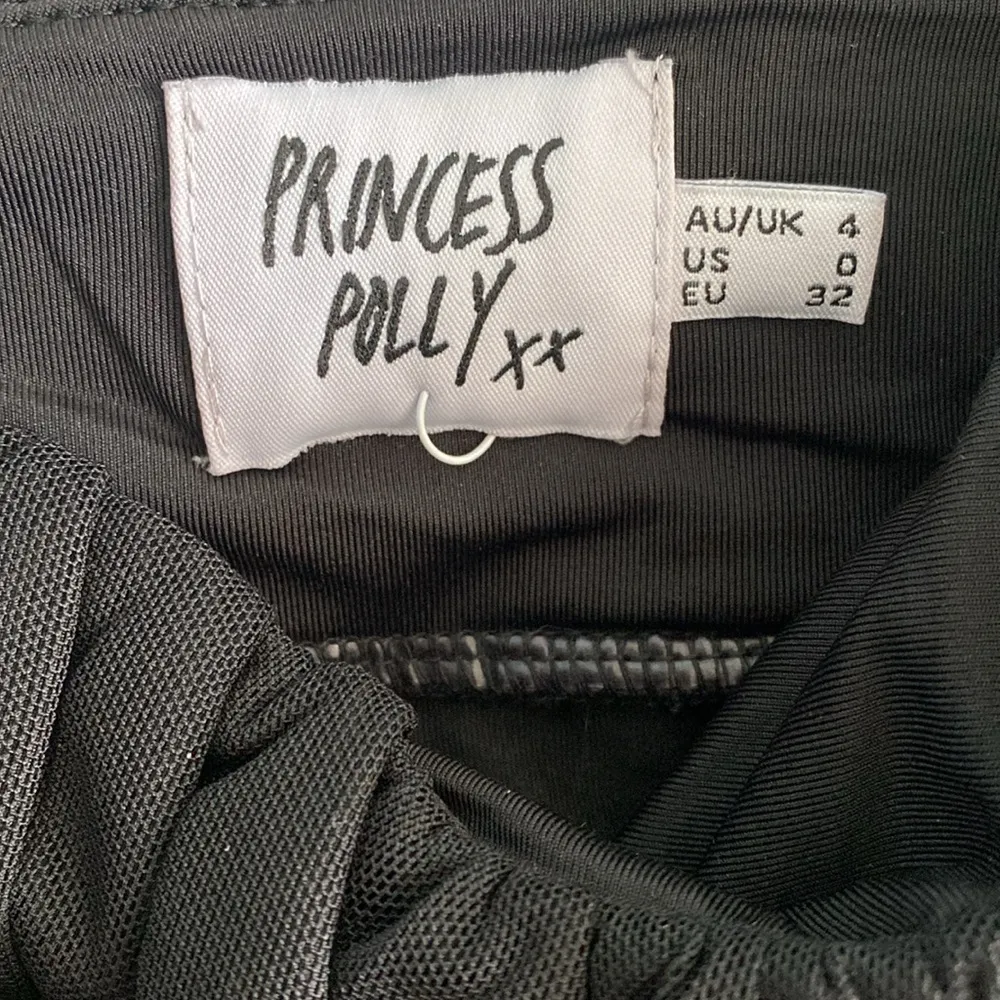 PRINCESS
POLLY xx
AU/UK 4
US 0
EU 32